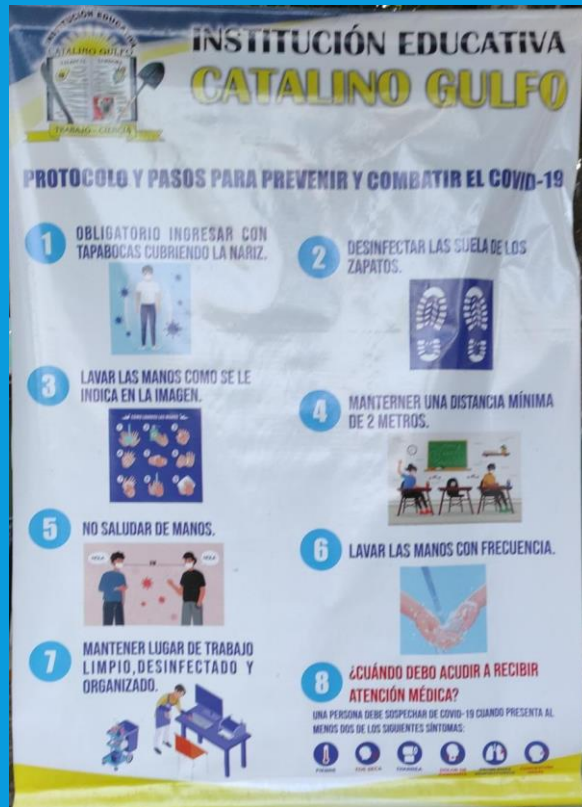 INSTITUCIÓN EDUCATIVA
CATALINO GULFO
INSTITUCIÓN EDUCATIVA
CATALINO GULFO
TRABAJO - CIENCIA
PROTOCOLO Y PASOS PARA PREVENIR Y COMBATIR EL COVID-19
1
OBLIGATORIO INGRESAR CON
TAPABOCAS CUBRIENDO LA NARIZ.
2
DESINFECTAR LAS SUELA DE LOS
ZAPATOS.
3
LAVAR LAS MANOS COMO SE LE
INDICA EN LA IMAGEN.
4
MANTERNER UNA DISTANCIA MÍNIMA
DE 2 METROS.
5
NO SALUDAR DE MANOS.
HOLA
HOLA
6
LAVAR LAS MANOS CON FRECUENCIA.
7
MANTENER LUGAR DE TRABAJO
LIMPIO,DESINFECTADO Y
ORGANIZADO.
8
¿CUÁNDO DEBO ACUDIR A RECIBIR
ATENCIÓN MÉDICA?
UNA PERSONA DEBE SOSPECHAR DE COVID-19 CUANDO PRESENTA AL
MENOS DOS DE LOS SIGUIENTES SÍNTOMAS:
FIEBRE
TOS SECA